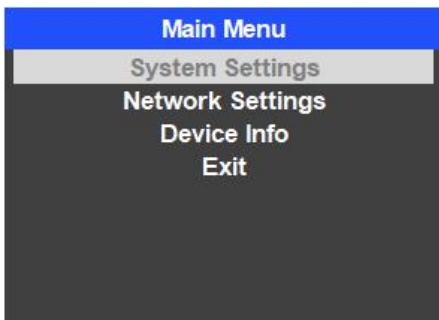 Main Menu
System Settings
Network Settings
Device Info
Exit